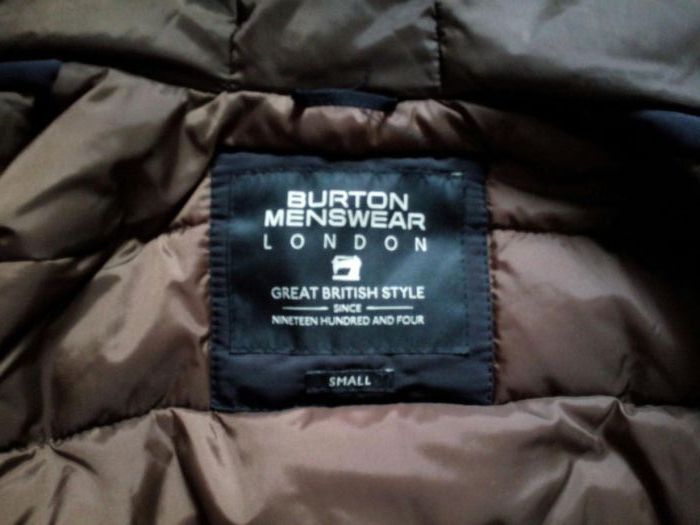 BURTON
MENSWEAR
LONDON
GREAT BRITISH STYLE
SINCE
NINETEEN HUNDRED AND FOUR
SMALL